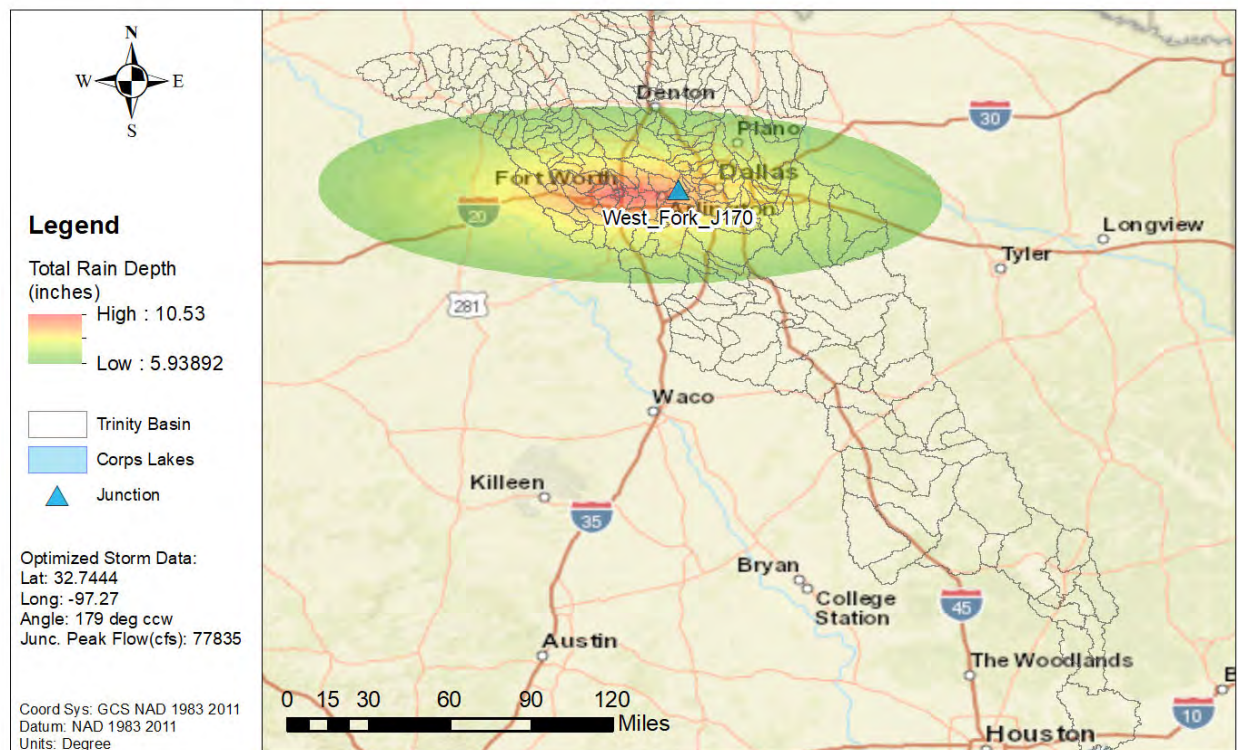 N
W
E
S
Legend
Total Rain Depth
(inches)
High : 10.53
Low : 5.93892
Trinity Basin
Corps Lakes
Junction
Optimized Storm Data:
Lat: 32.7444
Long: -97.27
Angle: 179 deg ccw
Junc. Peak Flow(cfs): 77835
Coord Sys: GCS NAD 1983 2011
Datum: NAD 1983 2011
Units: Degree
Denton
30
Plano
Dallas
Fort Worth
20
Arlington
West_Fork_J170
Longview
Tyler
281
Waco
Killeen
35
Bryan
College
Station
45
Austin
The Woodlands
10
Houston
0 15 30 60 90 120
Miles